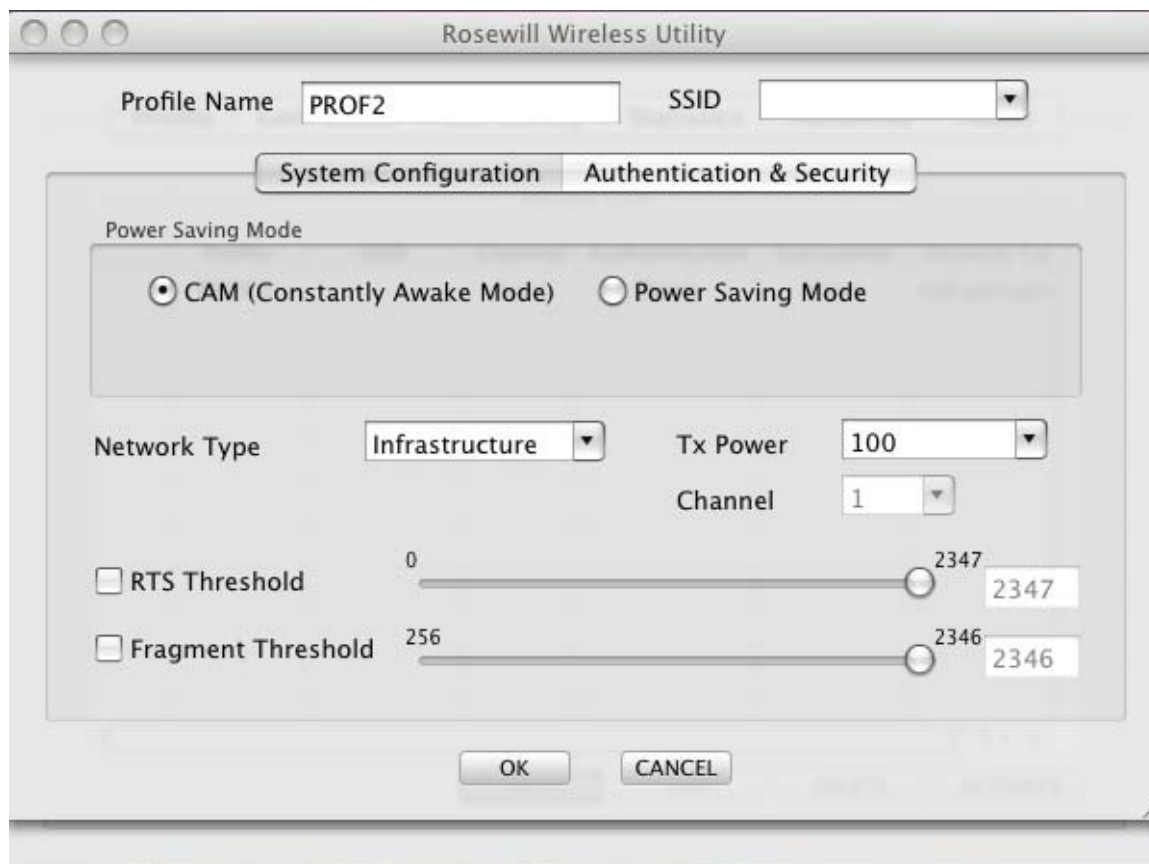 Rosewill Wireless Utility
Profile Name PROF2 SSID
System Configuration Authentication & Security
Power Saving Mode
CAM (Constantly Awake Mode) Power Saving Mode
Network Type Infrastructure Tx Power 100
Channel 1
RTS Threshold 0 2347 2347
Fragment Threshold 256 2346 2346
OK CANCEL